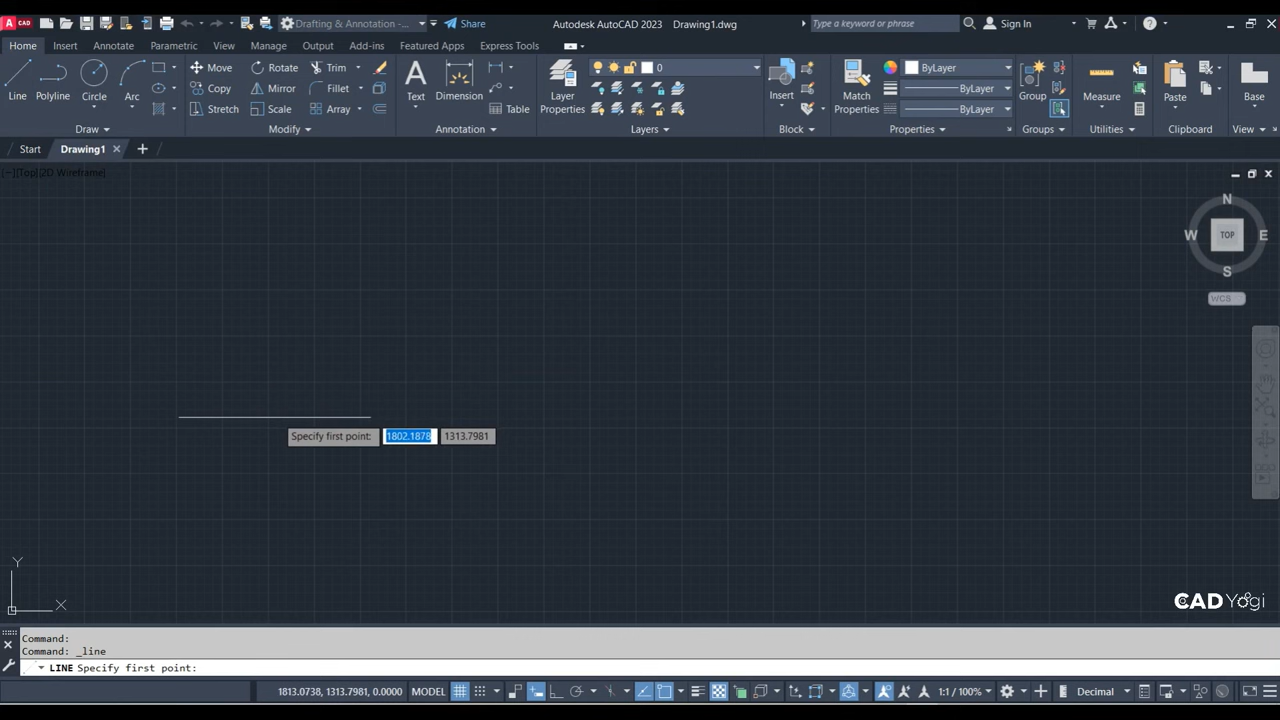 CAD Drafting & Annotation -... Share Autodesk AutoCAD 2023 Drawing1.dwg Type a keyword or phrase Sign In
Home Insert Annotate Parametric View Manage Output Add-ins Collaborate Express Tools Featured Apps
Line Polyline Circle Arc
Move Rotate Trim
Copy Mirror Fillet
Stretch Scale Array
Text Dimension Table
Layer Properties 0
Insert
Match Properties
ByLayer
ByLayer
ByLayer
Group
Measure
Paste
Base
Draw Modify Annotation Layers Block Properties Groups Utilities Clipboard View
Start Drawing1
[−][Top][2D Wireframe]
N
W TOP E
S
WCS
Specify first point: 1802.1878 1313.7981
Y
X
CAD Yogi
Command:
Command: _line
LINE Specify first point:
1813.0738, 1313.7981, 0.0000 MODEL 1:1 / 100% Decimal